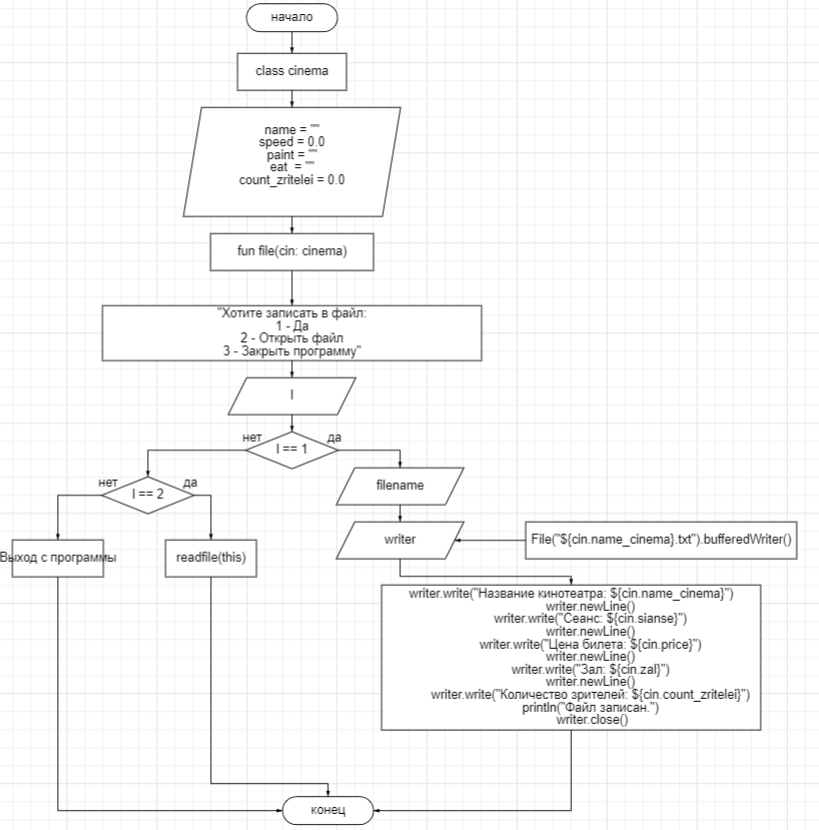 начало
class cinema
name = ""
speed = 0.0
paint = ""
eat = ""
count_zritelei = 0.0
fun file(cin: cinema)
"Хотите записать в файл:
1 - Да
2 - Открыть файл
3 - Закрыть программу"
I
нет
I == 1
да
нет
I == 2
да
filename
writer
File("${cin.name_cinema}.txt").bufferedWriter()
Выход с программы
readfile(this)
writer.write("Название кинотеатра: ${cin.name_cinema}")
writer.newLine()
writer.write("Сеанс: ${cin.sianse}")
writer.newLine()
writer.write("Цена билета: ${cin.price}")
writer.newLine()
writer.write("Зал: ${cin.zal}")
writer.newLine()
writer.write("Количество зрителей: ${cin.count_zritelei}")
println("Файл записан.")
writer.close()
конец